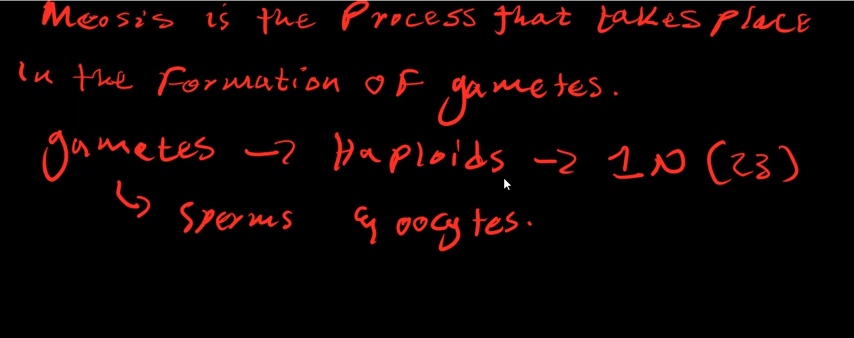 Meosis is the Process that takes place
in the Formation of gametes.
gametes → Haploids → 1N (23)
↳ Sperms & oocytes.